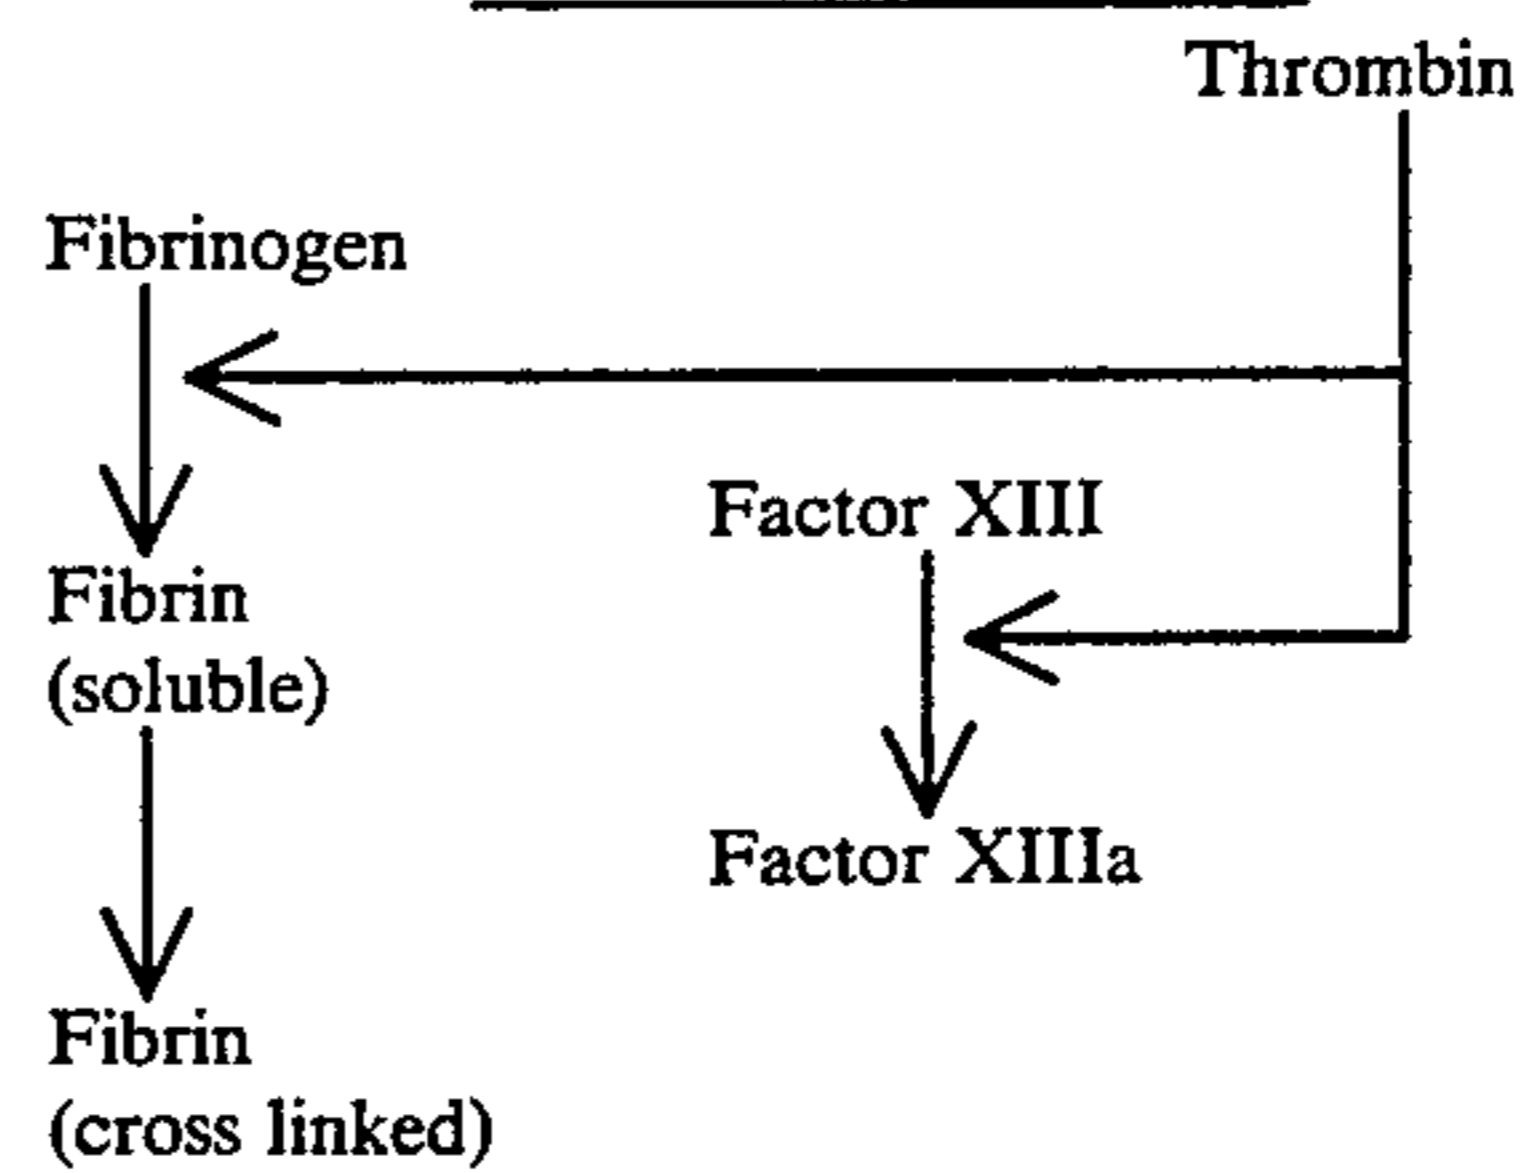 Thrombin
Fibrinogen
Factor XIII
Fibrin
(soluble)
Factor XIIIa
Fibrin
(cross linked)